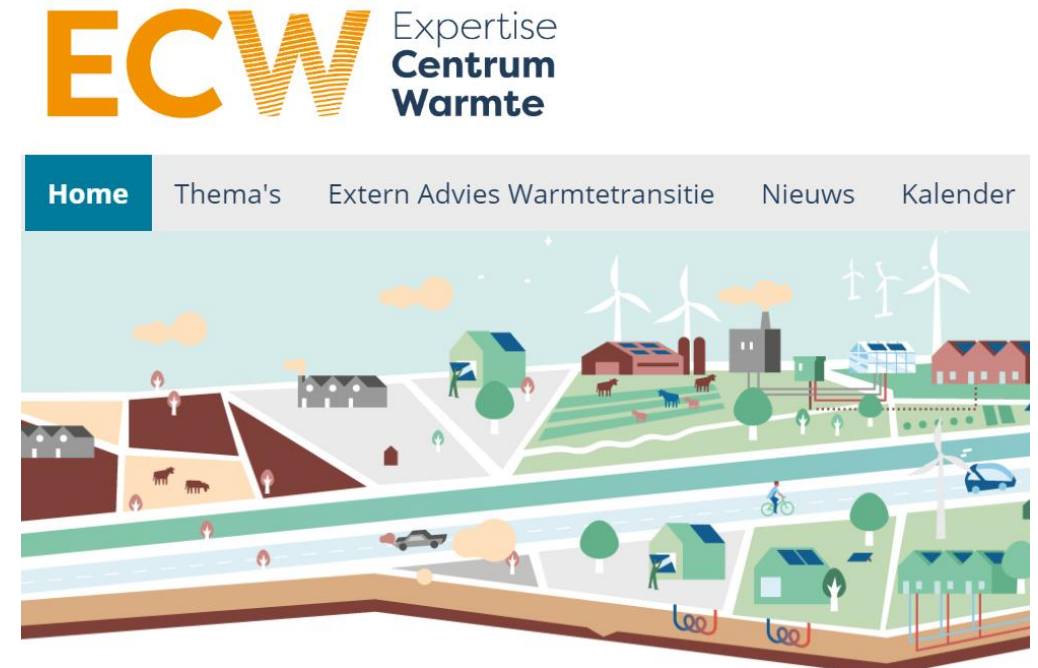 ECW Expertise
Centrum
Warmte
Home Thema's Extern Advies Warmtetransitie Nieuws Kalender